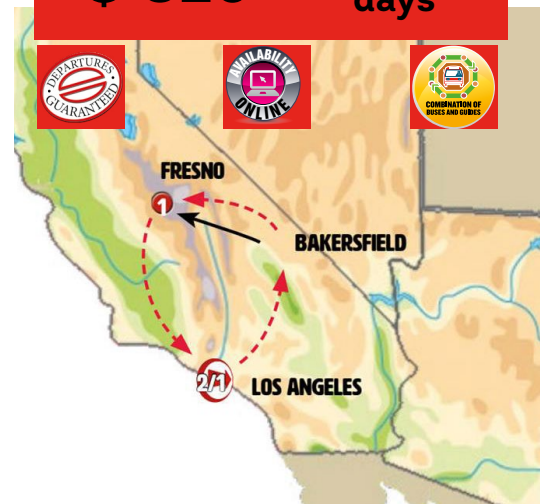 days
DEPARTURES
GUARANTEED
AVAILABILITY
ONLINE
COMBINATION OF
BUSES AND GUIDES
FRESNO
1
BAKERSFIELD
2/1
LOS ANGELES